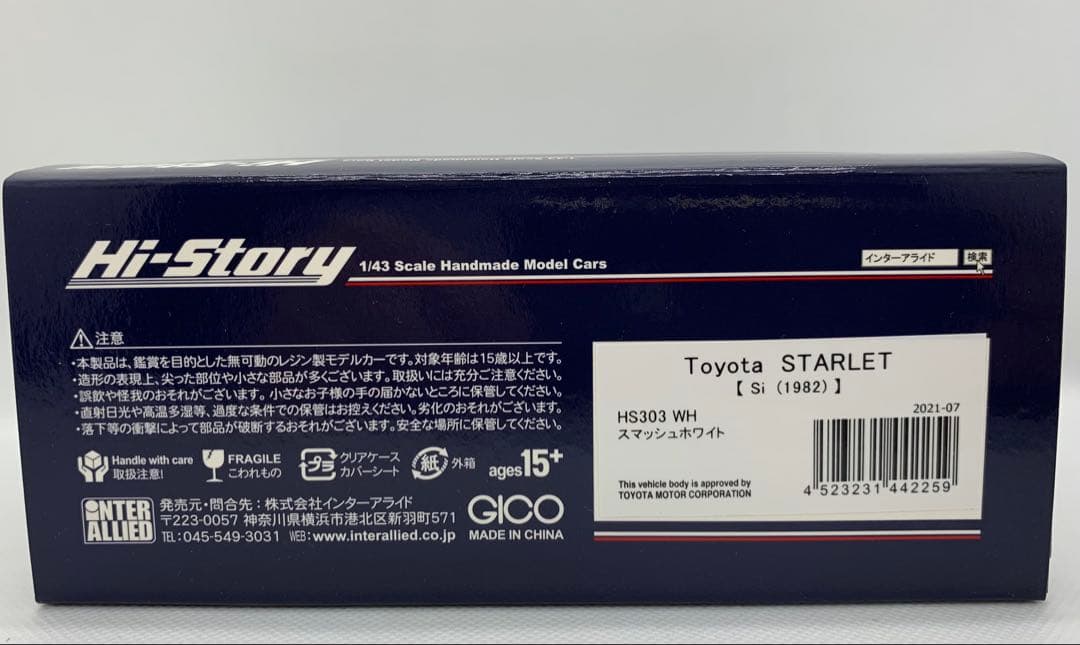 Hi-Story
1/43 Scale Handmade Model Cars
インターアライド 検索
注意
・本製品は、鑑賞を目的とした無可動のレジン製モデルカーです。対象年齢は15歳以上です。
・造形の表現上、尖った部位や小さな部品が多くございます。取扱いには充分ご注意ください。
・誤飲や怪我のおそれがございます。小さなお子様の手の届かないところに保管してください。
・直射日光や高温多湿等、過度な条件での保管はお控えください。劣化のおそれがございます。
・落下等の衝撃によって部品が破断するおそれがございます。安全な場所に保管してください。
Handle with care
取扱注意!
FRAGILE
こわれもの
プラ
クリアケース
カバーシート
紙 外箱
ages15+
INTER
ALLIED
発売元・問合先：株式会社インターアライド
〒223-0057 神奈川県横浜市港北区新羽町571
TEL:045-549-3031 WEB:www.interallied.co.jp
GICO
MADE IN CHINA
Toyota STARLET
【 Si (1982) 】
HS303 WH
スマッシュホワイト
2021-07
This vehicle body is approved by
TOYOTA MOTOR CORPORATION
4 523231 442259